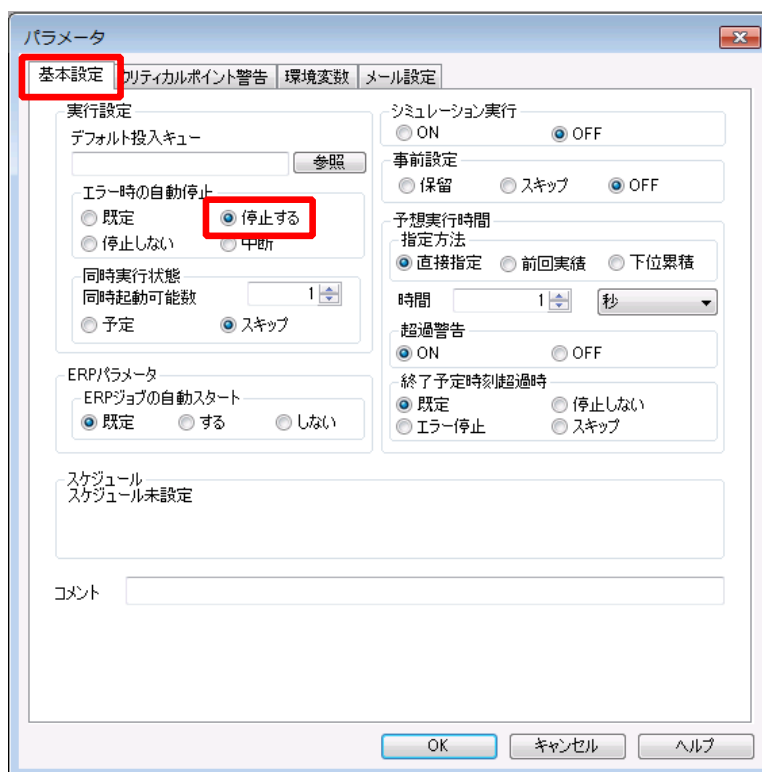 パラメータ
基本設定 クリティカルポイント警告 環境変数 メール設定
実行設定
デフォルト投入キュー
参照
エラー時の自動停止
既定 停止する
停止しない 中断
同時実行状態
同時起動可能数 1
予定 スキップ
ERPパラメータ
ERPジョブの自動スタート
既定 する しない
シミュレーション実行
ON OFF
事前設定
保留 スキップ OFF
予想実行時間
指定方法
直接指定 前回実績 下位累積
時間 1 秒
超過警告
ON OFF
終了予定時刻超過時
既定 停止しない
エラー停止 スキップ
スケジュール
スケジュール未設定
コメント
OK キャンセル ヘルプ